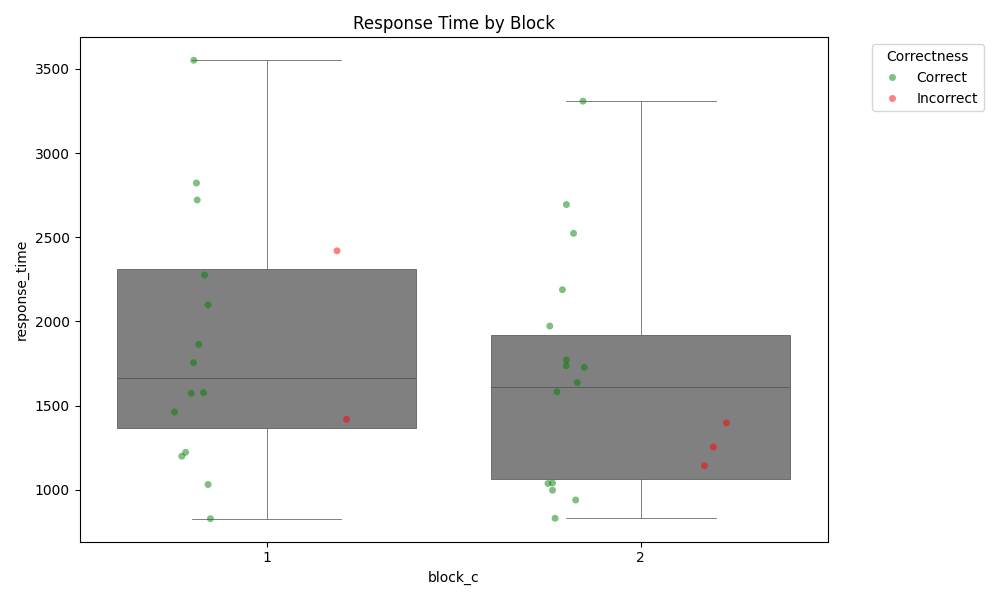 Response Time by Block
Correctness
Correct
Incorrect
response_time
3500
3000
2500
2000
1500
1000
1
2
block_c